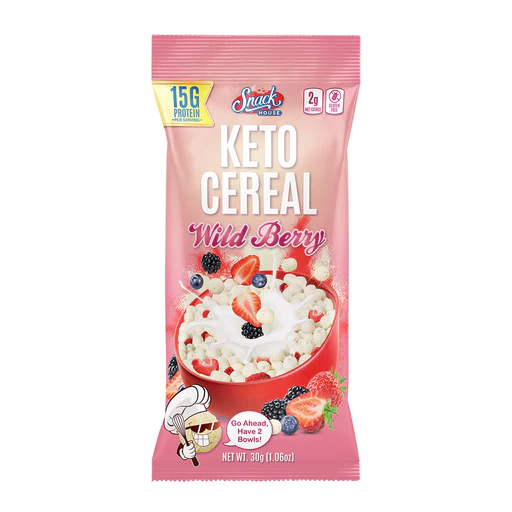 15G
PROTEIN
PER SERVING
Snack
HOUSE
2g
NET CARBS
GLUTEN
FREE
KETO
CEREAL
Wild Berry
Go Ahead,
Have 2
Bowls!
NET WT. 30g (1.06oz)